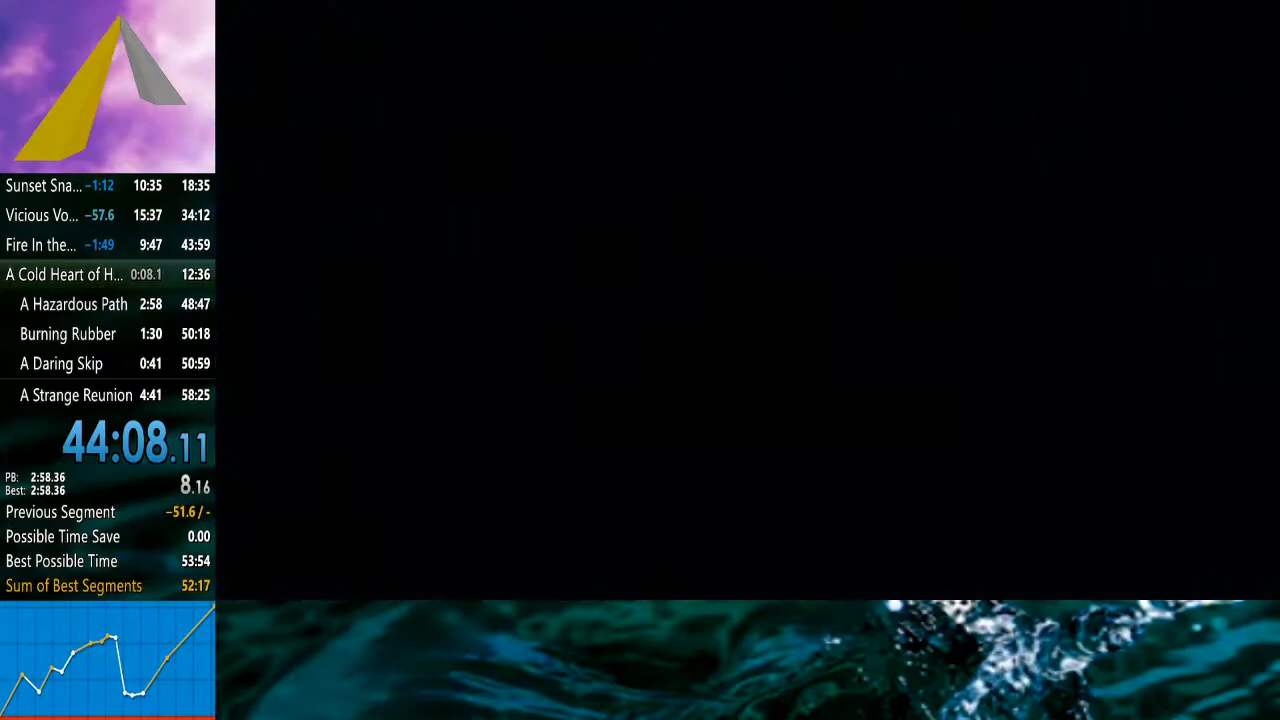 Sunset Sna... −1:12 10:35 18:35
Vicious Vo... −57.6 15:37 34:12
Fire In the... −1:49 9:47 43:59
A Cold Heart of H... 0:08.1 12:36
A Hazardous Path 2:58 48:47
Burning Rubber 1:30 50:18
A Daring Skip 0:41 50:59
A Strange Reunion 4:41 58:25
44:08.11
PB: 2:58.36
Best: 2:58.36
8.16
Previous Segment −51.6 / -
Possible Time Save 0.00
Best Possible Time 53:54
Sum of Best Segments 52:17